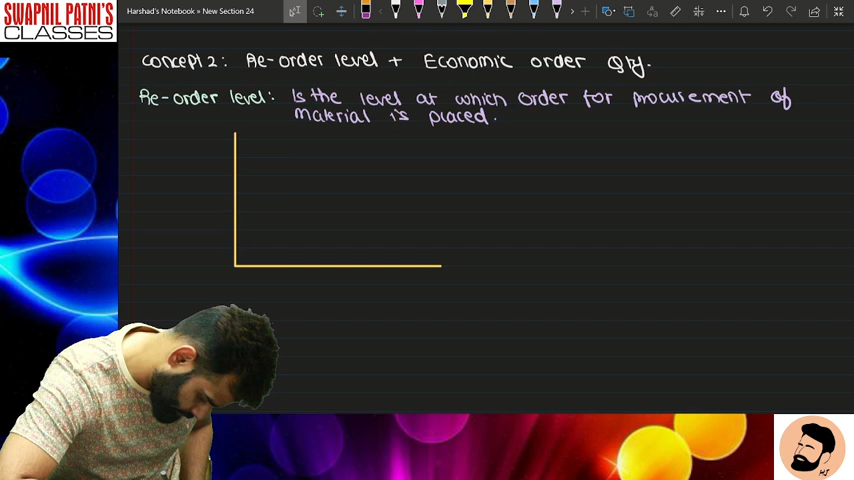 SWAPNIL PATNI'S
CLASSES
Harshad's Notebook » New Section 24
Concept 2: Re-order level + Economic order Qty.
Re-order level: Is the level at which order for procurement of
material is placed.
HJ